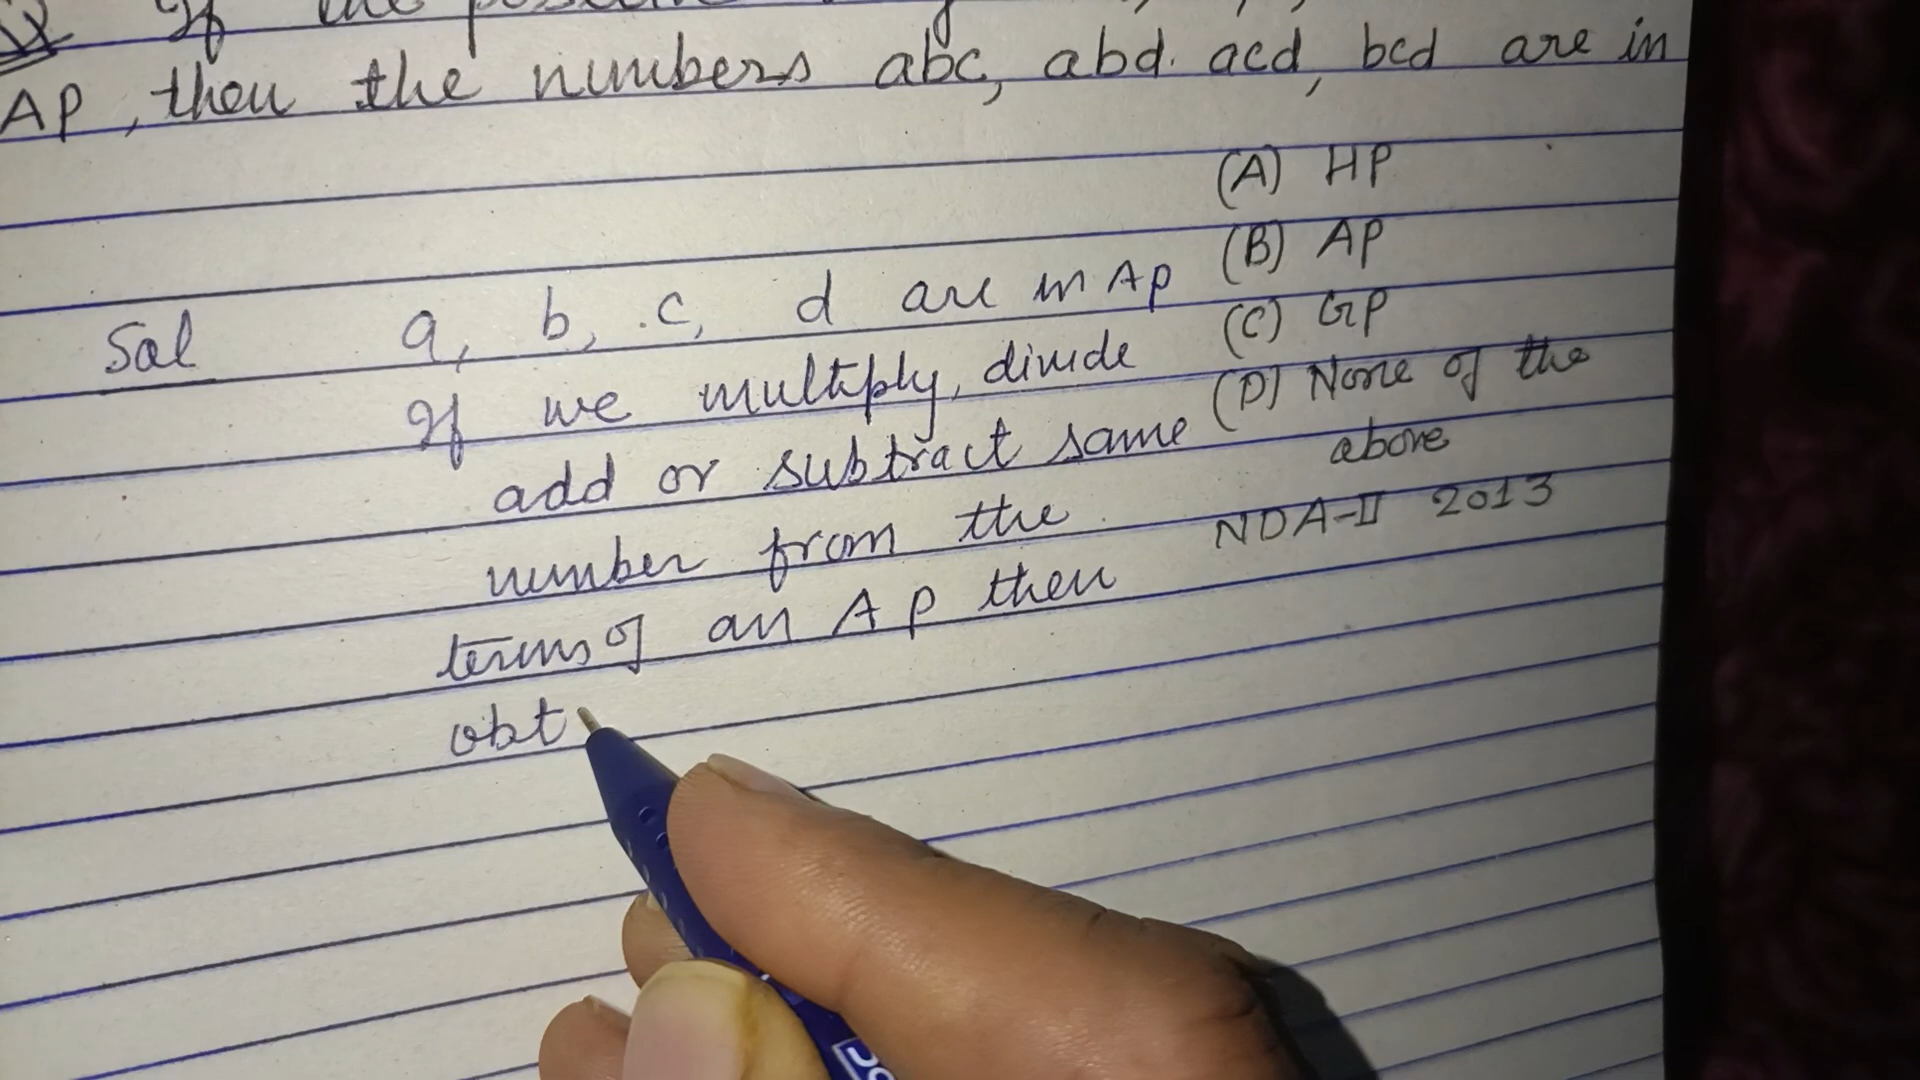 If the
AP, then the numbers abc, abd. acd, bcd are in
(A) HP
(B) AP
(C) GP
(D) None of the
above
NDA-II 2013
Sol a, b, c, d are in AP
If we multiply, divide
add or subtract same
number from the
terms of an AP then
obt